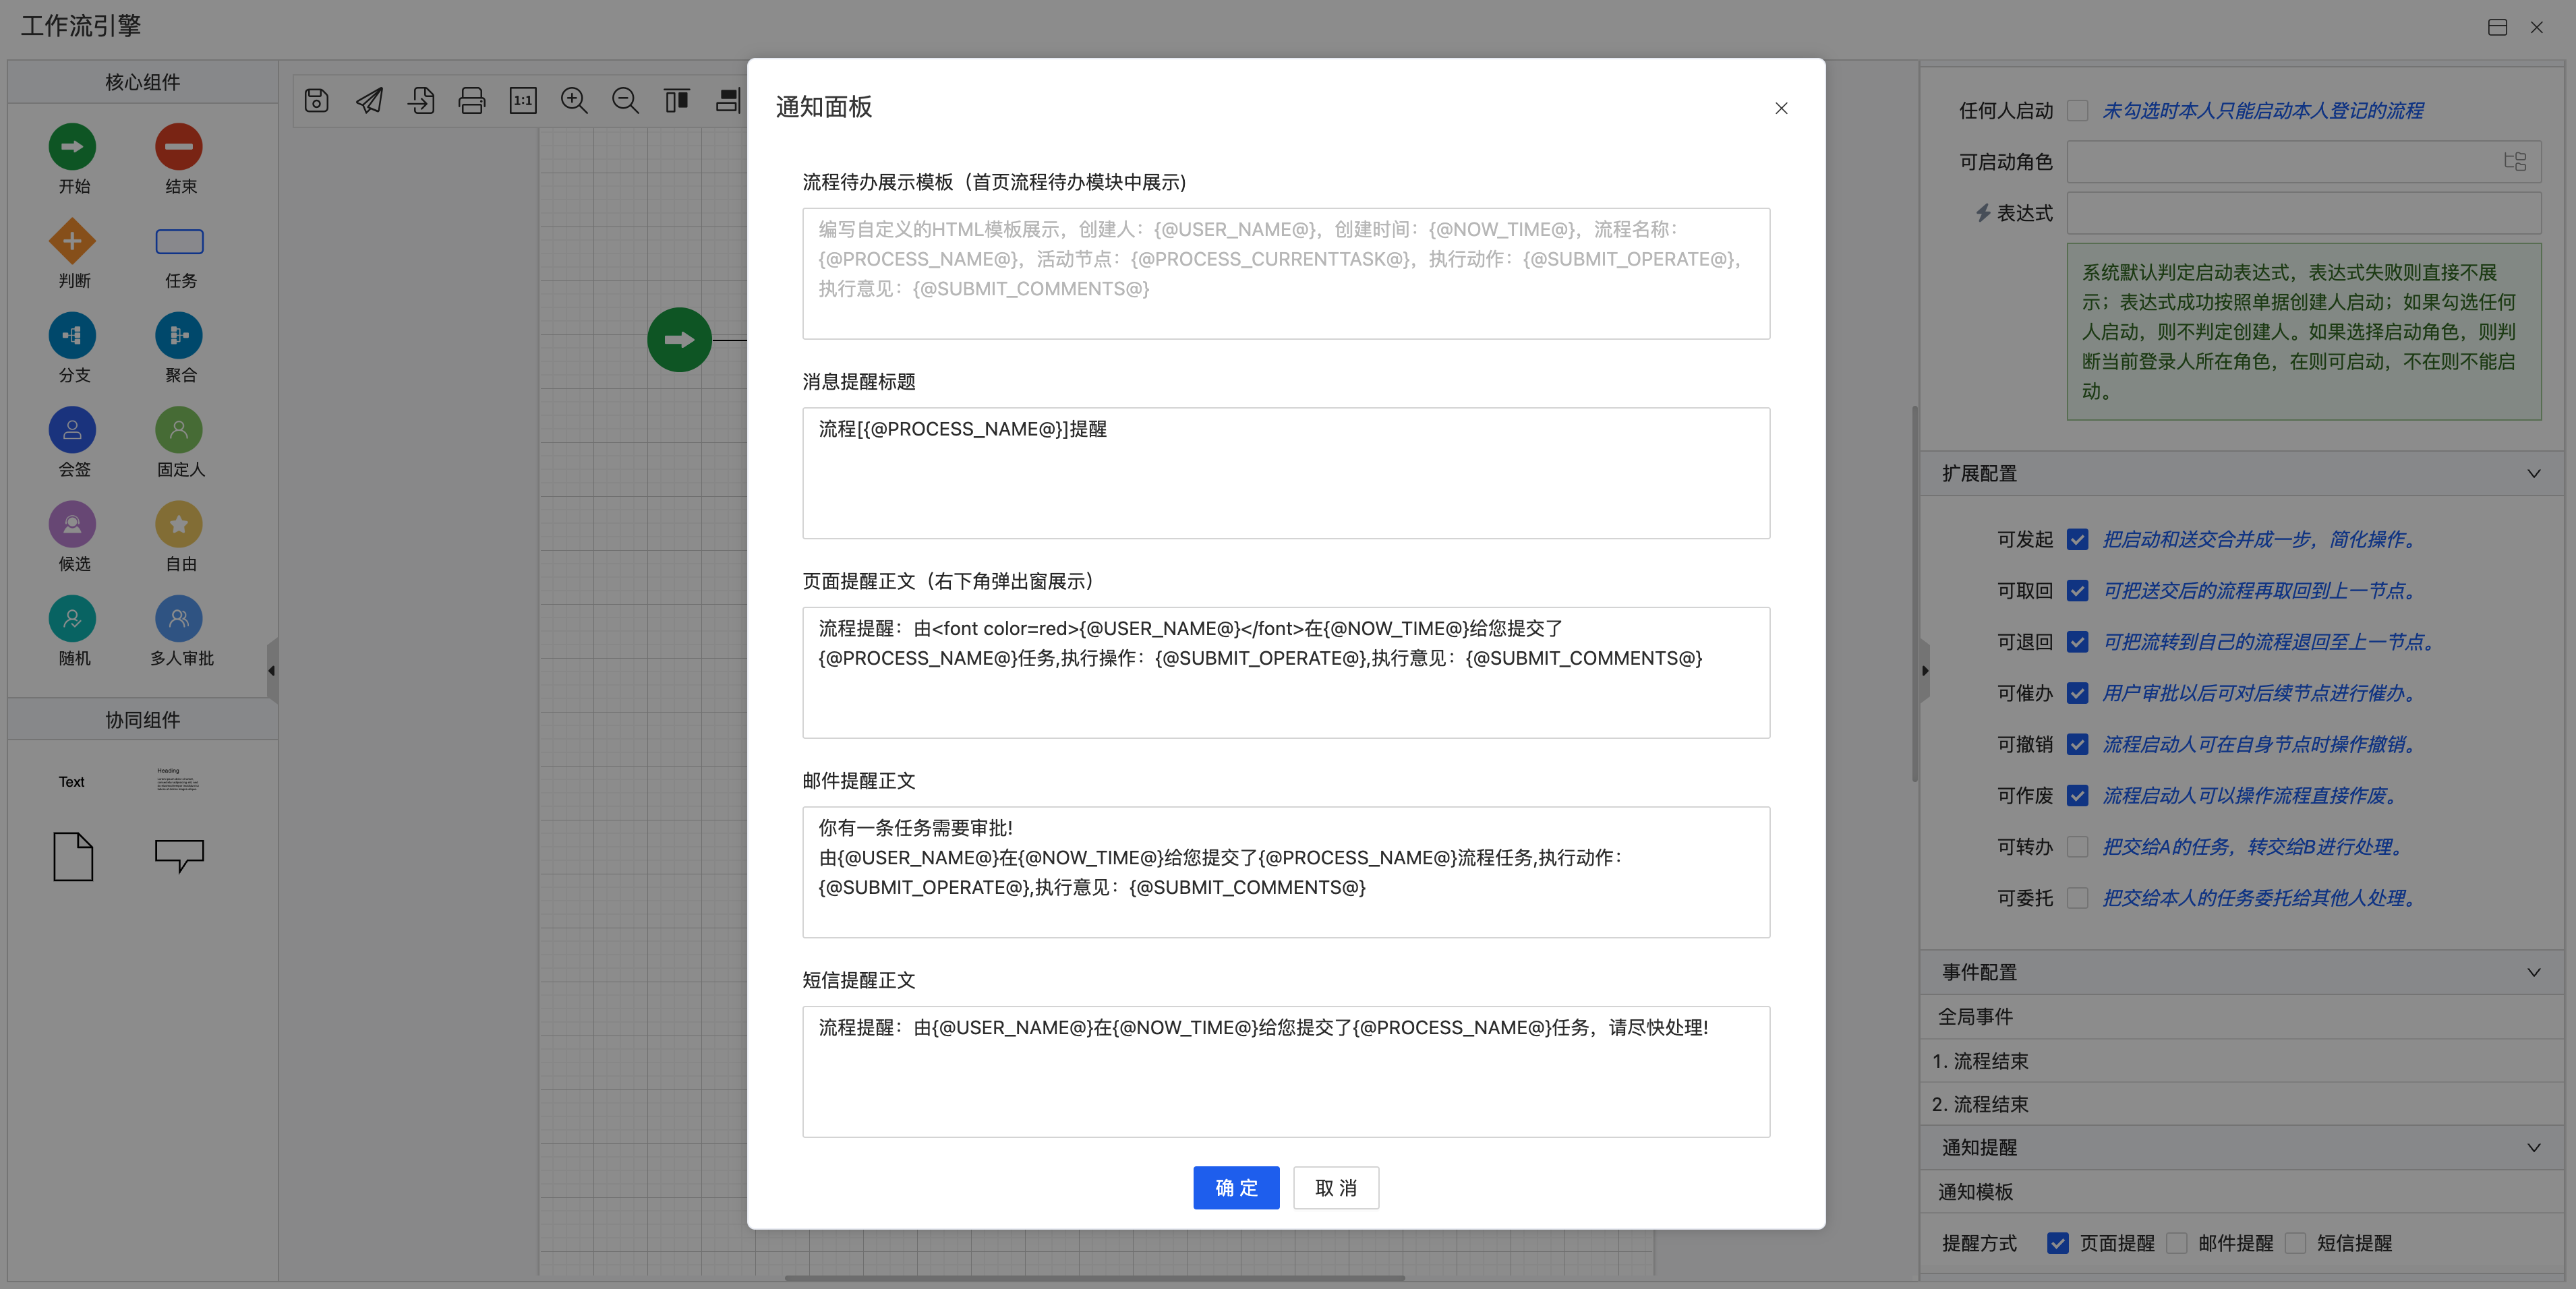 工作流引擎
核心组件
开始
结束
判断
任务
分支
聚合
会签
固定人
候选
自由
随机
多人审批
协同组件
Text
Heading
1:1
通知面板
流程待办展示模板（首页流程待办模块中展示)
编写自定义的HTML模板展示，创建人：{@USER_NAME@}，创建时间：{@NOW_TIME@}，流程名称：
{@PROCESS_NAME@}，活动节点：{@PROCESS_CURRENTTASK@}，执行动作：{@SUBMIT_OPERATE@}，
执行意见：{@SUBMIT_COMMENTS@}
消息提醒标题
流程[{@PROCESS_NAME@}]提醒
页面提醒正文（右下角弹出窗展示）
流程提醒：由<font color=red>{@USER_NAME@}</font>在{@NOW_TIME@}给您提交了
{@PROCESS_NAME@}任务,执行操作：{@SUBMIT_OPERATE@},执行意见：{@SUBMIT_COMMENTS@}
邮件提醒正文
你有一条任务需要审批!
由{@USER_NAME@}在{@NOW_TIME@}给您提交了{@PROCESS_NAME@}流程任务,执行动作：
{@SUBMIT_OPERATE@},执行意见：{@SUBMIT_COMMENTS@}
短信提醒正文
流程提醒：由{@USER_NAME@}在{@NOW_TIME@}给您提交了{@PROCESS_NAME@}任务，请尽快处理!
确 定
取 消
任何人启动 未勾选时本人只能启动本人登记的流程
可启动角色
表达式
系统默认判定启动表达式，表达式失败则直接不展
示；表达式成功按照单据创建人启动；如果勾选任何
人启动，则不判定创建人。如果选择启动角色，则判
断当前登录人所在角色，在则可启动，不在则不能启
动。
扩展配置
可发起 把启动和送交合并成一步，简化操作。
可取回 可把送交后的流程再取回到上一节点。
可退回 可把流转到自己的流程退回至上一节点。
可催办 用户审批以后可对后续节点进行催办。
可撤销 流程启动人可在自身节点时操作撤销。
可作废 流程启动人可以操作流程直接作废。
可转办 把交给A的任务，转交给B进行处理。
可委托 把交给本人的任务委托给其他人处理。
事件配置
全局事件
1. 流程结束
2. 流程结束
通知提醒
通知模板
提醒方式 页面提醒 邮件提醒 短信提醒